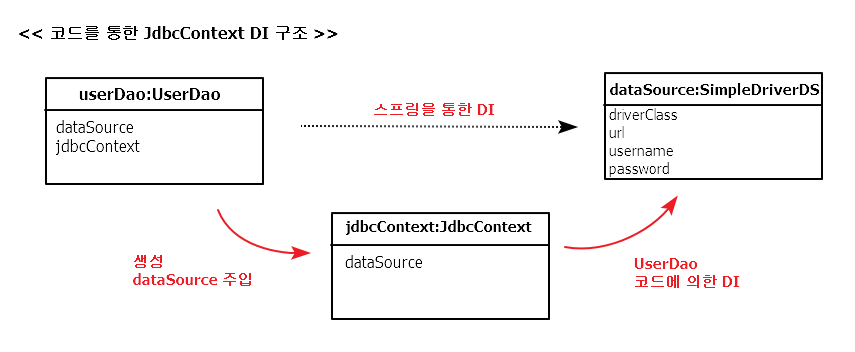 << 코드를 통한 JdbcContext DI 구조 >>
userDao:UserDao
dataSource
jdbcContext
스프링을 통한 DI
dataSource:SimpleDriverDS
driverClass
url
username
password
생성
dataSource 주입
jdbcContext:JdbcContext
dataSource
UserDao
코드에 의한 DI